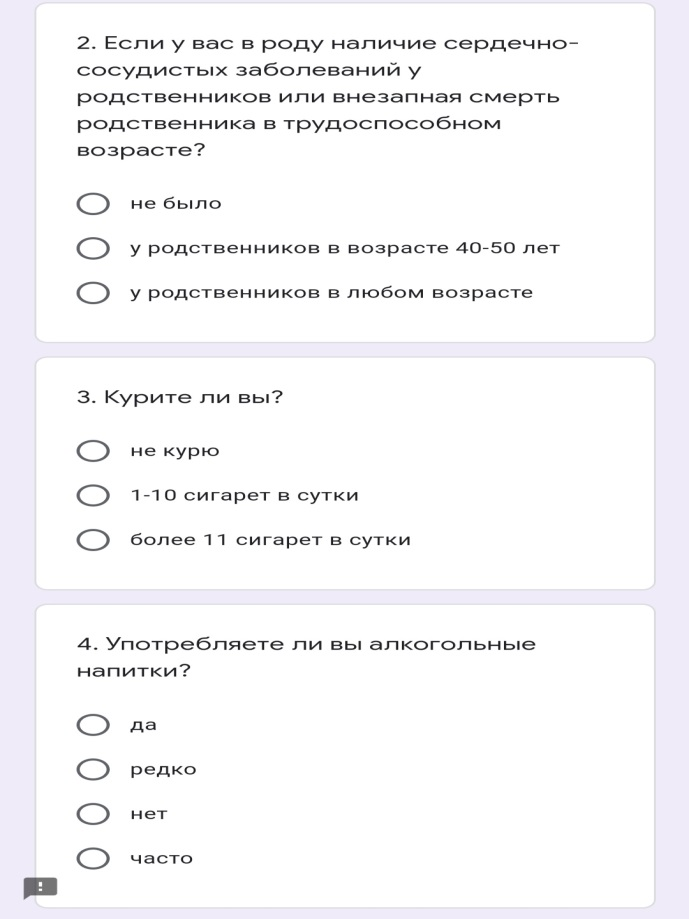 2. Если у вас в роду наличие сердечно-
сосудистых заболеваний у
родственников или внезапная смерть
родственника в трудоспособном
возрасте?
не было
у родственников в возрасте 40-50 лет
у родственников в любом возрасте
3. Курите ли вы?
не курю
1-10 сигарет в сутки
более 11 сигарет в сутки
4. Употребляете ли вы алкогольные
напитки?
да
редко
нет
часто